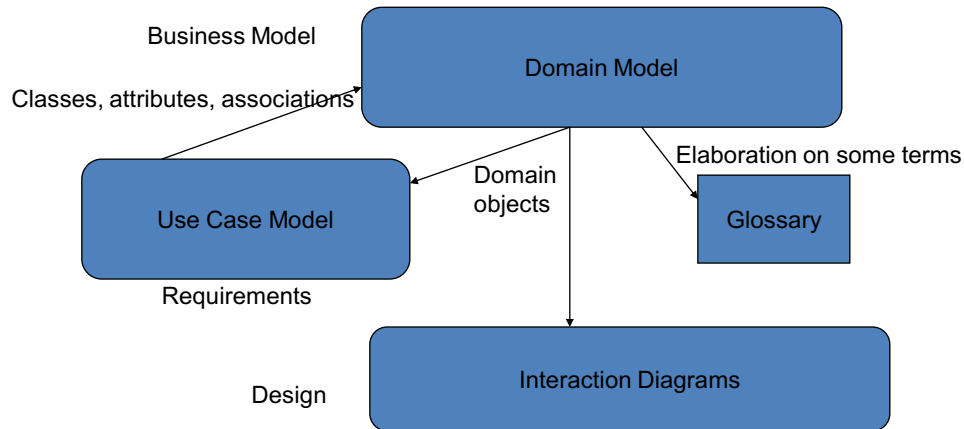 Business Model
Domain Model
Classes, attributes, associations
Elaboration on some terms
Domain
objects
Use Case Model
Glossary
Requirements
Interaction Diagrams
Design